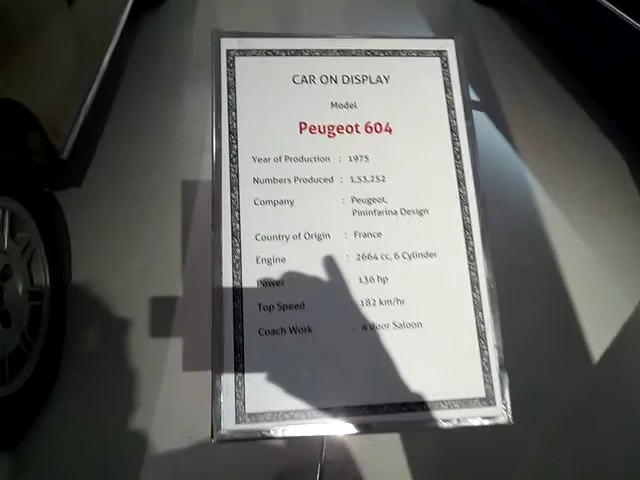 CAR ON DISPLAY
Model
Peugeot 604
Year of Production : 1975
Numbers Produced : 1,53,252
Company : Peugeot,
Pininfarina Design
Country of Origin : France
Engine : 2664 cc, 6 Cylinder
Power 136 hp
Top Speed 182 km/hr
Coach Work : 4 door Saloon